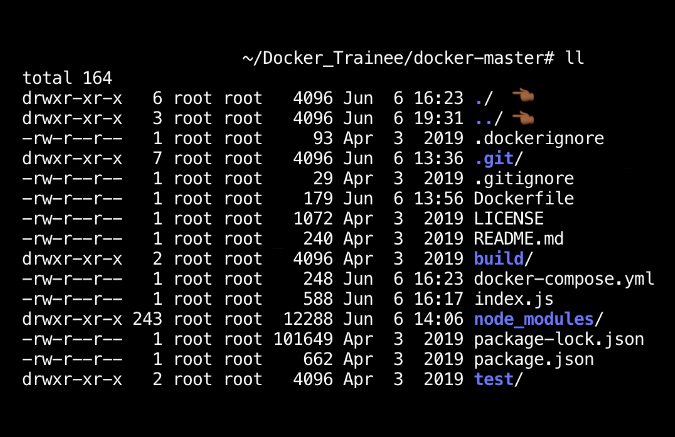 ~/Docker_Trainee/docker-master# ll
total 164
drwxr-xr-x   6 root root   4096 Jun  6 16:23 ./
drwxr-xr-x   3 root root   4096 Jun  6 19:31 ../
-rw-r--r--   1 root root     93 Apr  3  2019 .dockerignore
drwxr-xr-x   7 root root   4096 Jun  6 13:36 .git/
-rw-r--r--   1 root root     29 Apr  3  2019 .gitignore
-rw-r--r--   1 root root    179 Jun  6 13:56 Dockerfile
-rw-r--r--   1 root root   1072 Apr  3  2019 LICENSE
-rw-r--r--   1 root root    240 Apr  3  2019 README.md
drwxr-xr-x   2 root root   4096 Apr  3  2019 build/
-rw-r--r--   1 root root    248 Jun  6 16:23 docker-compose.yml
-rw-r--r--   1 root root    588 Jun  6 16:17 index.js
drwxr-xr-x 243 root root  12288 Jun  6 14:06 node_modules/
-rw-r--r--   1 root root 101649 Apr  3  2019 package-lock.json
-rw-r--r--   1 root root    662 Apr  3  2019 package.json
drwxr-xr-x   2 root root   4096 Apr  3  2019 test/